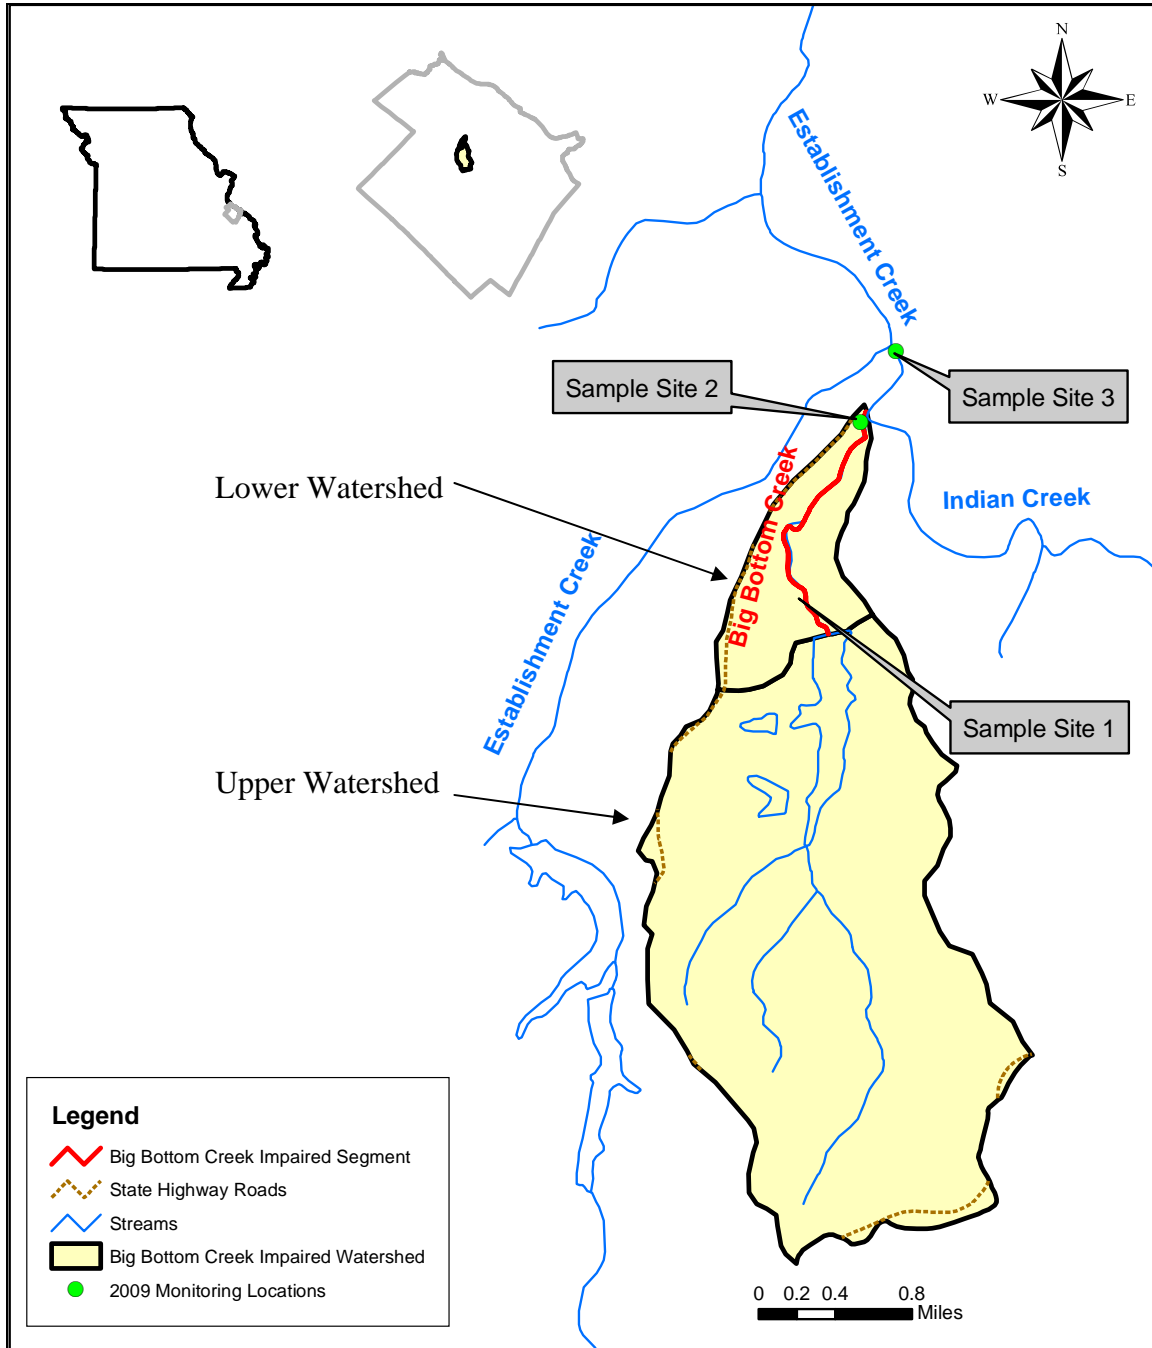 N
W
E
S
Establishment Creek
Sample Site 2
Sample Site 3
Lower Watershed
Big Bottom Creek
Indian Creek
Establishment Creek
Sample Site 1
Upper Watershed
Legend
Big Bottom Creek Impaired Segment
State Highway Roads
Streams
Big Bottom Creek Impaired Watershed
2009 Monitoring Locations
0 0.2 0.4 0.8
Miles